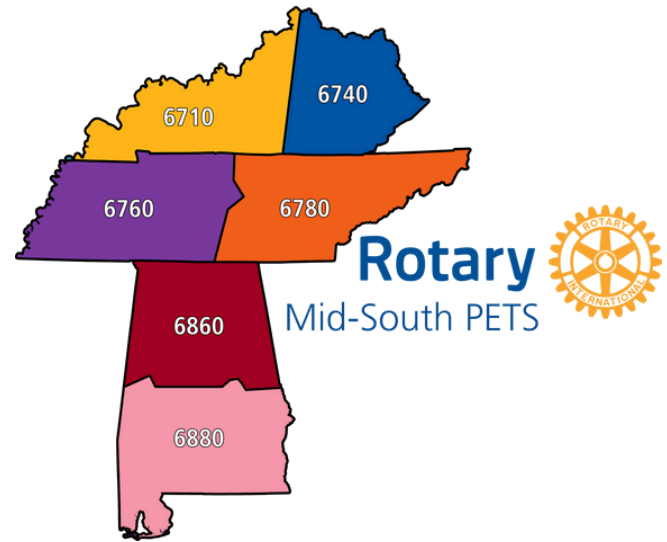 6710
6740
6760
6780
Rotary
ROTARY
INTERNATIONAL
Mid-South PETS
6860
6880